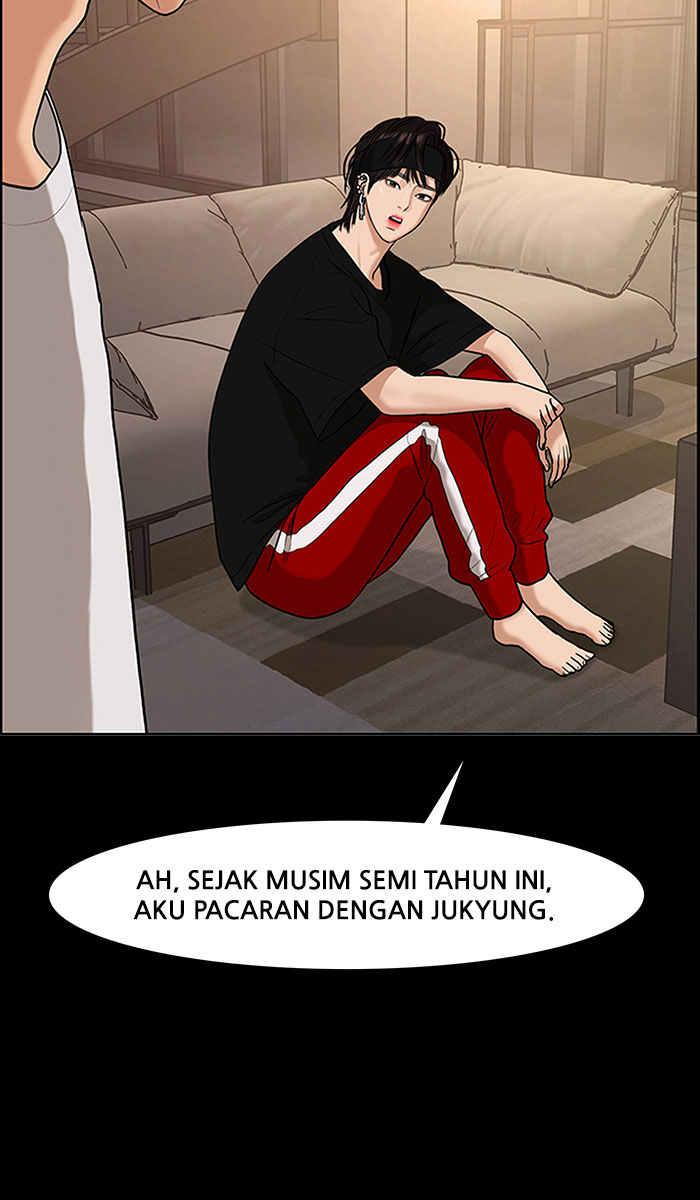 AH, SEJAK MUSIM SEMI TAHUN INI,
AKU PACARAN DENGAN JUKYUNG.